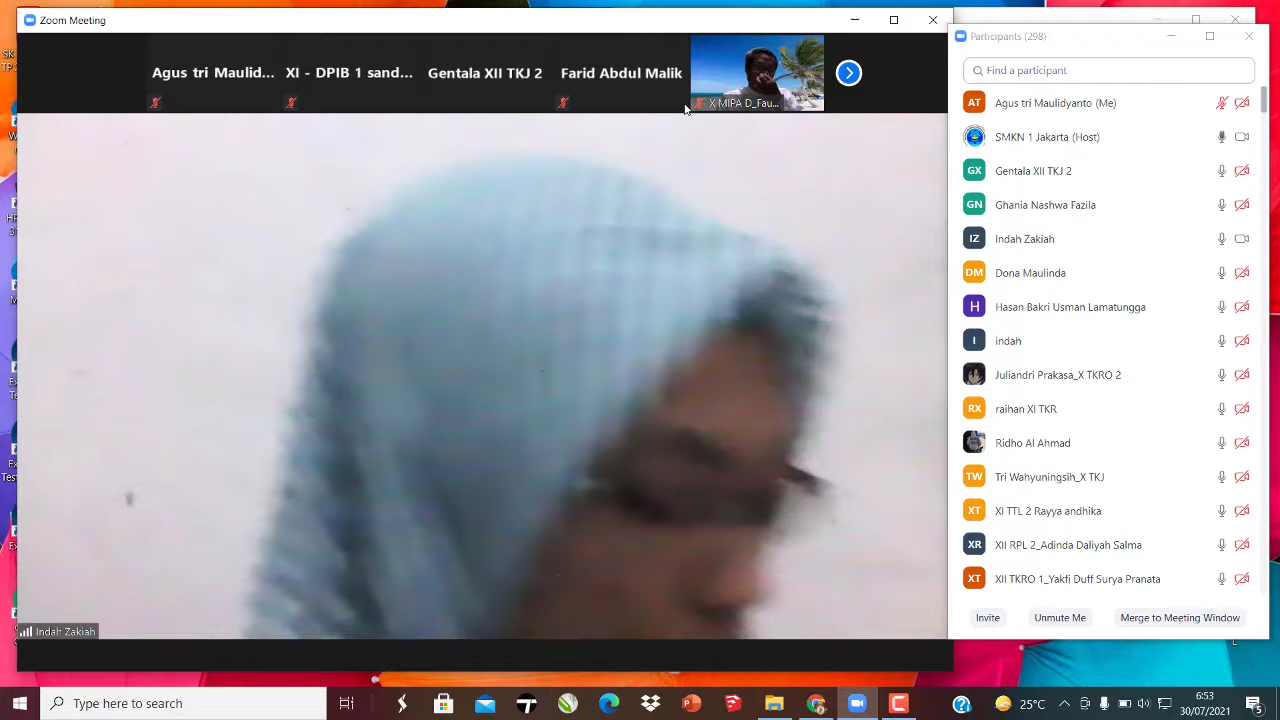 Zoom Meeting
Agus tri Maulid...
XI - DPIB 1 sand...
Gentala XII TKJ 2
Farid Abdul Malik
X MIPA D_Fau...
Indah Zakiah
Participants (298)
Find a participant
AT Agus tri Maulidyanto (Me)
SMKN 1 Jakarta (Host)
GX Gentala XII TKJ 2
GN Ghania Nashwa Fazila
IZ Indah Zakiah
DM Dona Maulinda
H Hasan Bakri Usman Lamatungga
I indah
Juliandri Prakasa_X TKRO 2
RX raihan XI TKR
Ridho Al Ahmad
TW Tri Wahyuningsih_X TKJ
XT XI TTL 2 Rayya andhika
XR XII RPL 2_Adinda Daliyah Salma
XT XII TKRO 1_Yakfi Duff Surya Pranata
Invite
Unmute Me
Merge to Meeting Window
Type here to search
25°C
6:53
30/07/2021
5